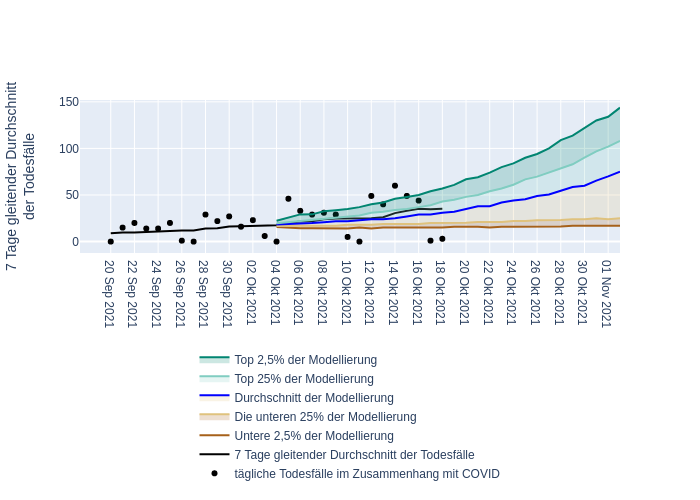 7 Tage gleitender Durchschnitt
der Todesfälle
150
100
50
0
20 Sep 2021
22 Sep 2021
24 Sep 2021
26 Sep 2021
28 Sep 2021
30 Sep 2021
02 Okt 2021
04 Okt 2021
06 Okt 2021
08 Okt 2021
10 Okt 2021
12 Okt 2021
14 Okt 2021
16 Okt 2021
18 Okt 2021
20 Okt 2021
22 Okt 2021
24 Okt 2021
26 Okt 2021
28 Okt 2021
30 Okt 2021
01 Nov 2021
Top 2,5% der Modellierung
Top 25% der Modellierung
Durchschnitt der Modellierung
Die unteren 25% der Modellierung
Untere 2,5% der Modellierung
7 Tage gleitender Durchschnitt der Todesfälle
tägliche Todesfälle im Zusammenhang mit COVID